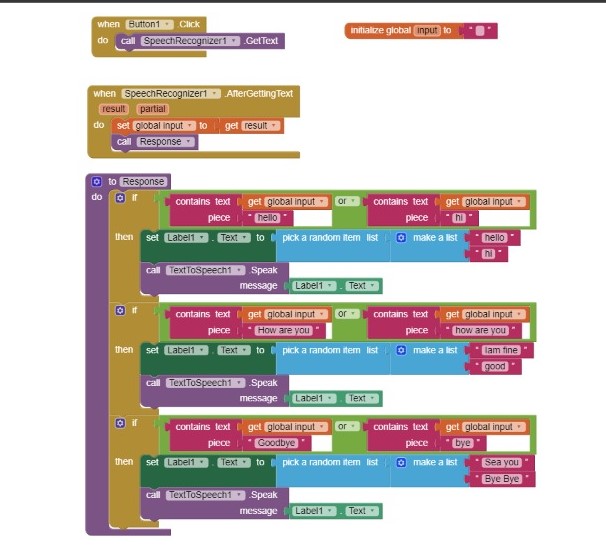 when Button1 .Click
do call SpeechRecognizer1 .GetText
initialize global input to " "
when SpeechRecognizer1 .AfterGettingText
result partial
do set global input to get result
call Response
to Response
do if contains text get global input or contains text get global input
piece " hello " piece " hi "
then set Label1 . Text to pick a random item list make a list " hello "
" hi "
call TextToSpeech1 .Speak
message Label1 . Text
if contains text get global input or contains text get global input
piece " How are you " piece " how are you "
then set Label1 . Text to pick a random item list make a list " Iam fine "
" good "
call TextToSpeech1 .Speak
message Label1 . Text
if contains text get global input or contains text get global input
piece " Goodbye " piece " bye "
then set Label1 . Text to pick a random item list make a list " Sea you "
" Bye Bye "
call TextToSpeech1 .Speak
message Label1 . Text